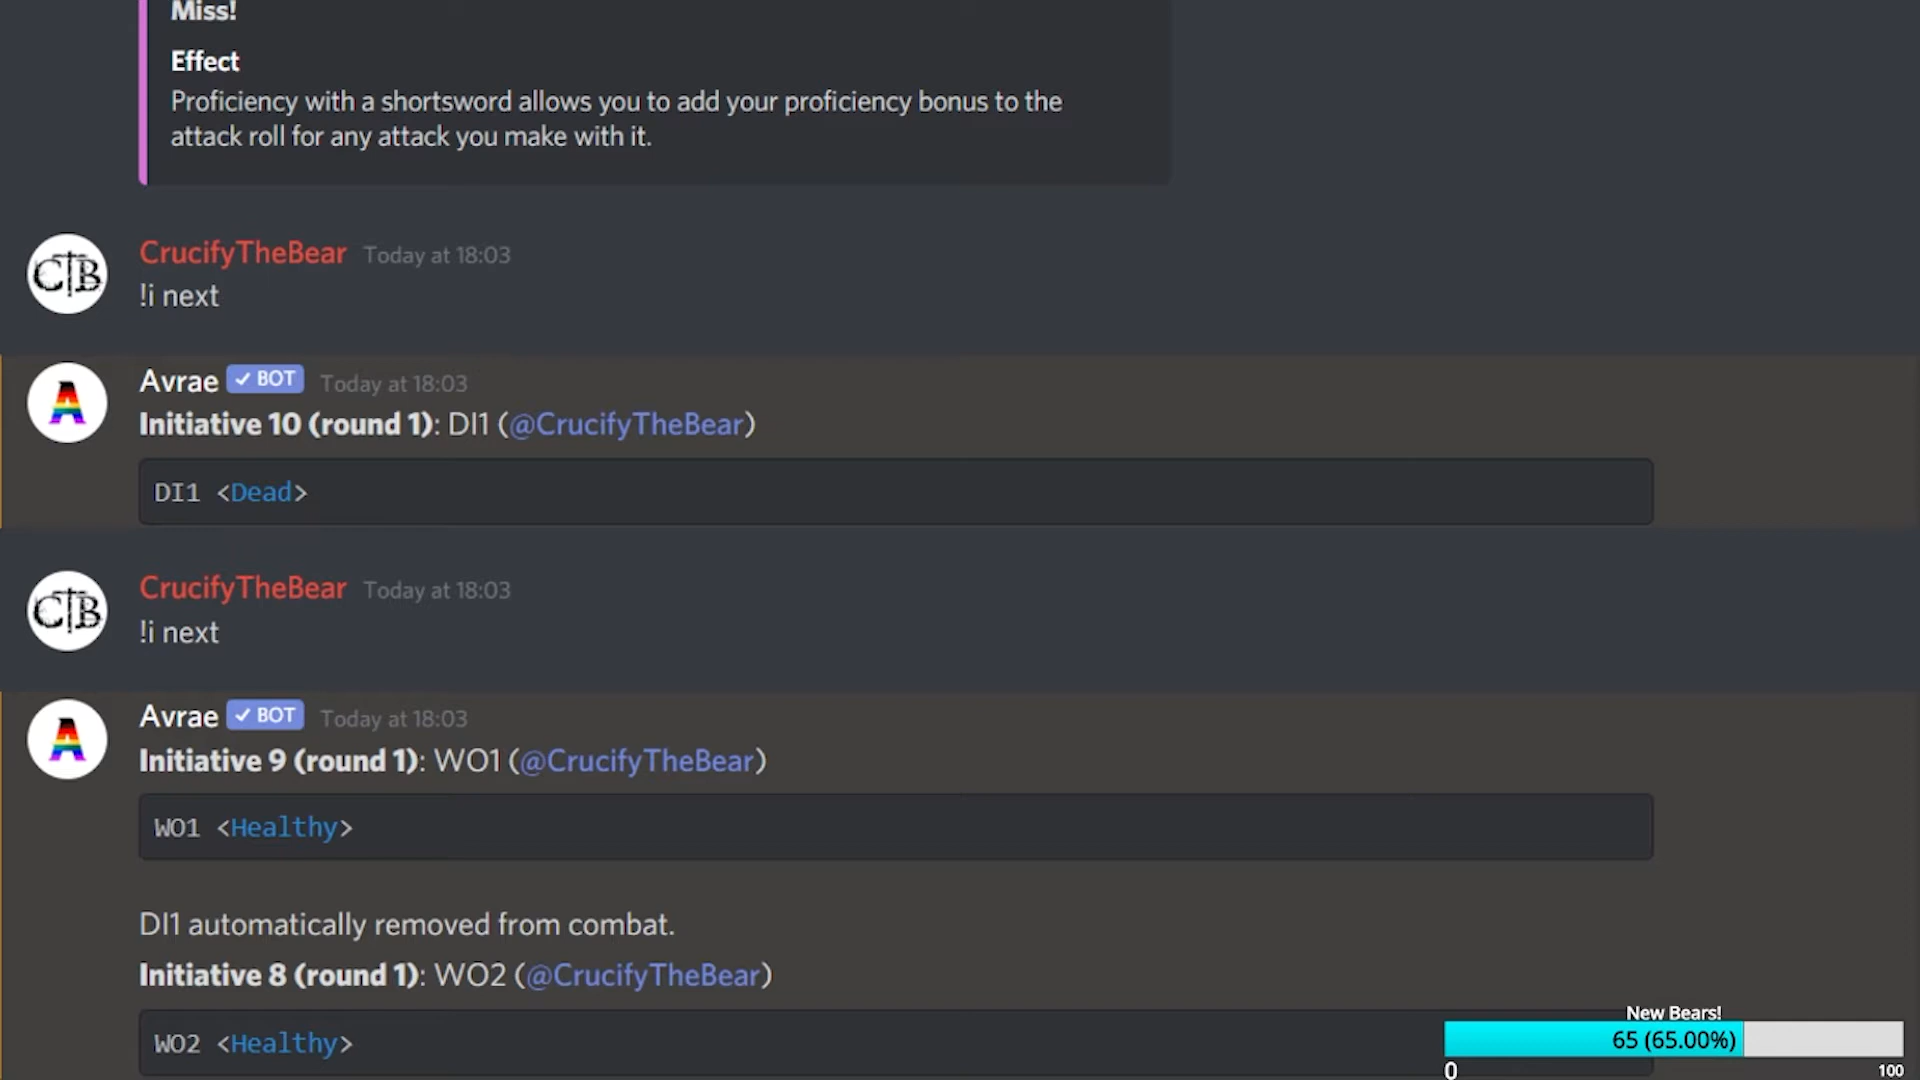 Miss!
Effect
Proficiency with a shortsword allows you to add your proficiency bonus to the
attack roll for any attack you make with it.
CTB
CrucifyTheBear Today at 18:03
!i next
A
Avrae ✓ BOT Today at 18:03
Initiative 10 (round 1): DI1 (@CrucifyTheBear)
DI1 <Dead>
CTB
CrucifyTheBear Today at 18:03
!i next
A
Avrae ✓ BOT Today at 18:03
Initiative 9 (round 1): WO1 (@CrucifyTheBear)
WO1 <Healthy>
DI1 automatically removed from combat.
Initiative 8 (round 1): WO2 (@CrucifyTheBear)
WO2 <Healthy>
New Bears!
65 (65.00%)
0 100